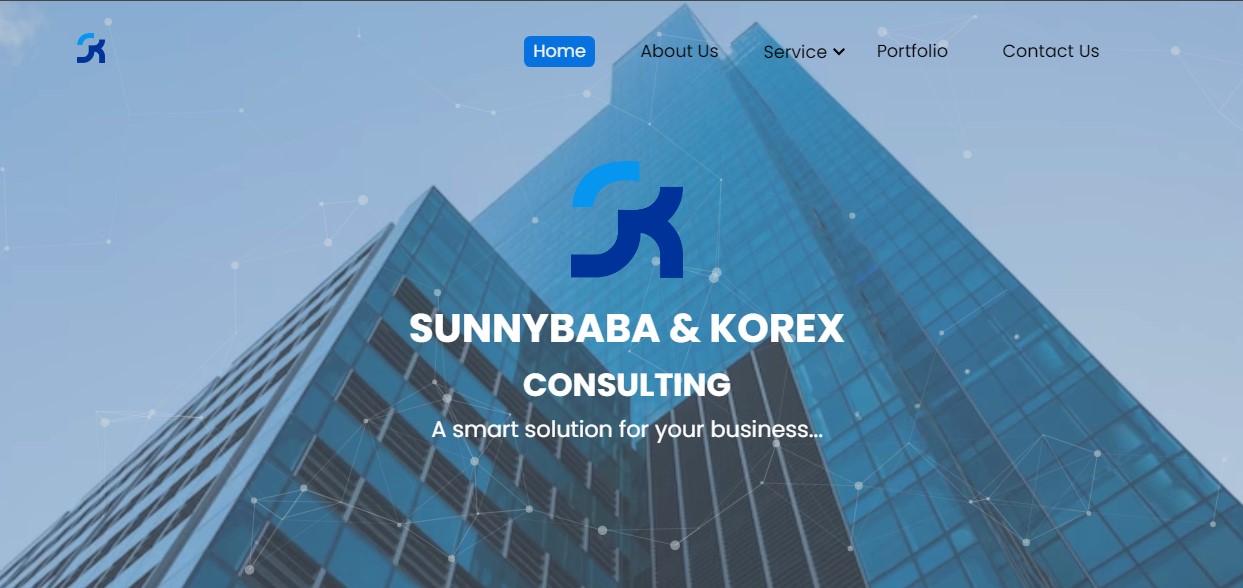 Home About Us Service Portfolio Contact Us
SUNNYBABA & KOREX
CONSULTING
A smart solution for your business...